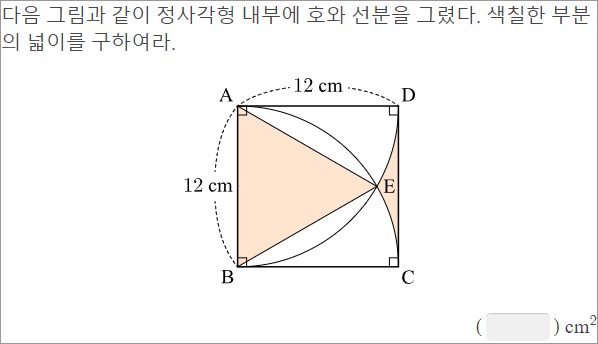 다음 그림과 같이 정사각형 내부에 호와 선분을 그렸다. 색칠한 부분
의 넓이를 구하여라.
12 cm
A
D
12 cm
E
B
C
( ) cm²